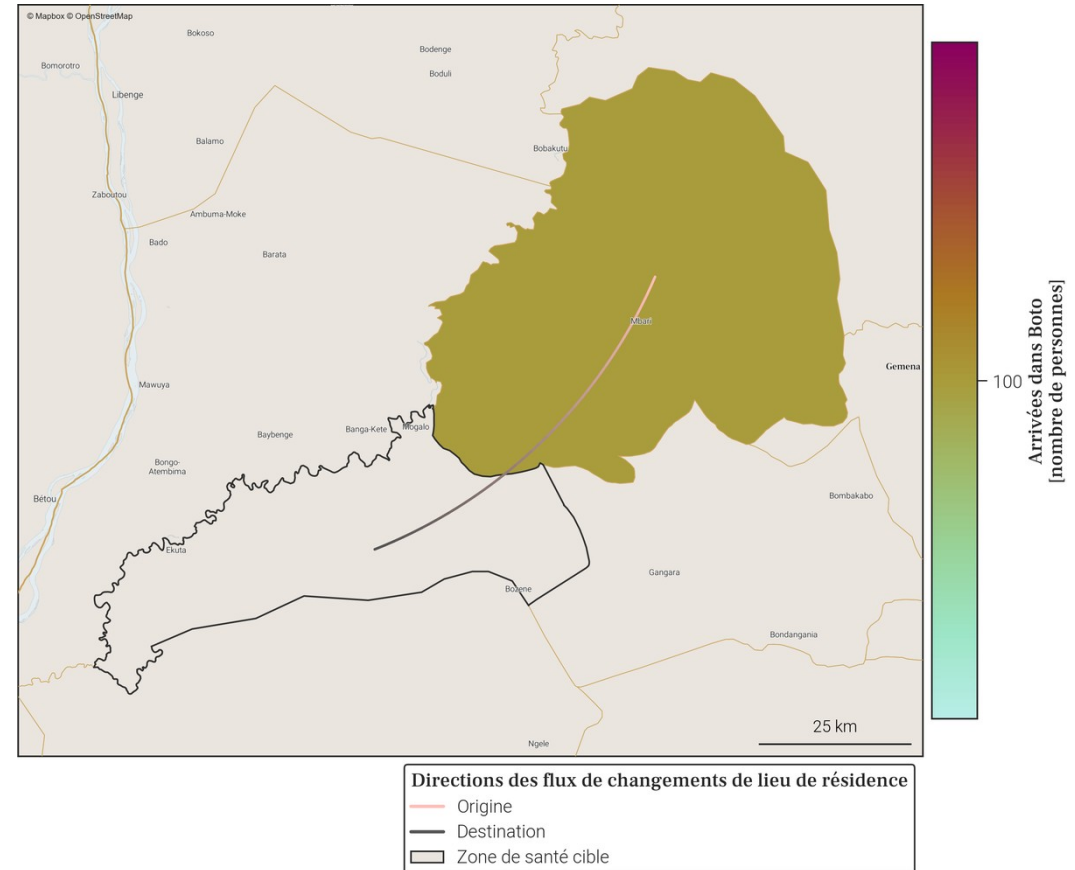 © Mapbox © OpenStreetMap
Bokoso
Bodenge
Bomorotro
Boduli
Libenge
Balamo
Bobakutu
Zaboutou
Ambuma-Moke
Bado
Barata
Mbari
Gemena
Mawuya
Banga-Kete
Mogalo
Baybenge
Bongo-
Atembima
Bétou
Bombakabo
Ekuta
Gangara
Bozene
Bondangania
25 km
Ngele
100
Arrivées dans Boto
[nombre de personnes]
Directions des flux de changements de lieu de résidence
Origine
Destination
Zone de santé cible